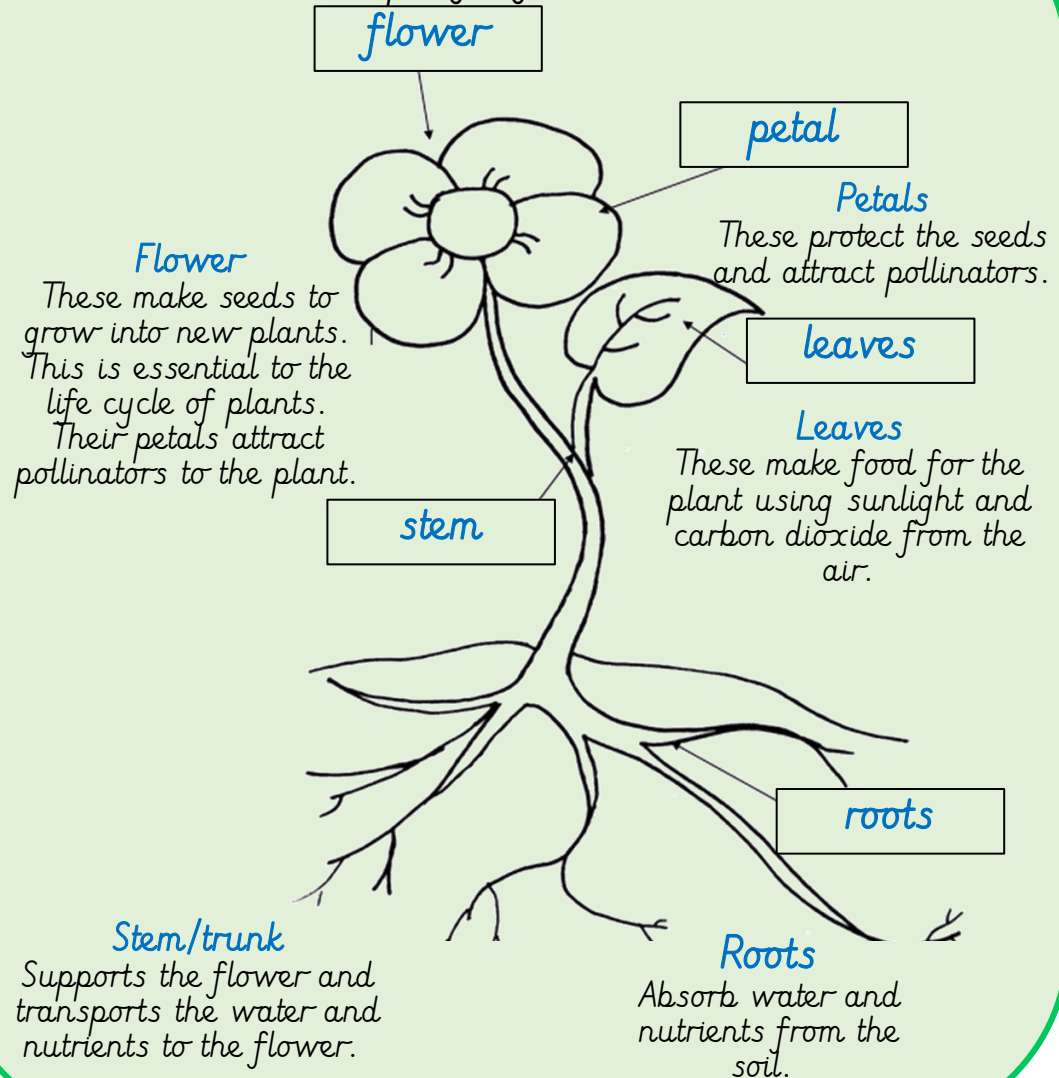 flower
petal
Petals
These protect the seeds
and attract pollinators.
Flower
These make seeds to
grow into new plants.
This is essential to the
life cycle of plants.
Their petals attract
pollinators to the plant.
leaves
Leaves
These make food for the
plant using sunlight and
carbon dioxide from the
air.
stem
roots
Stem/trunk
Supports the flower and
transports the water and
nutrients to the flower.
Roots
Absorb water and
nutrients from the
soil.